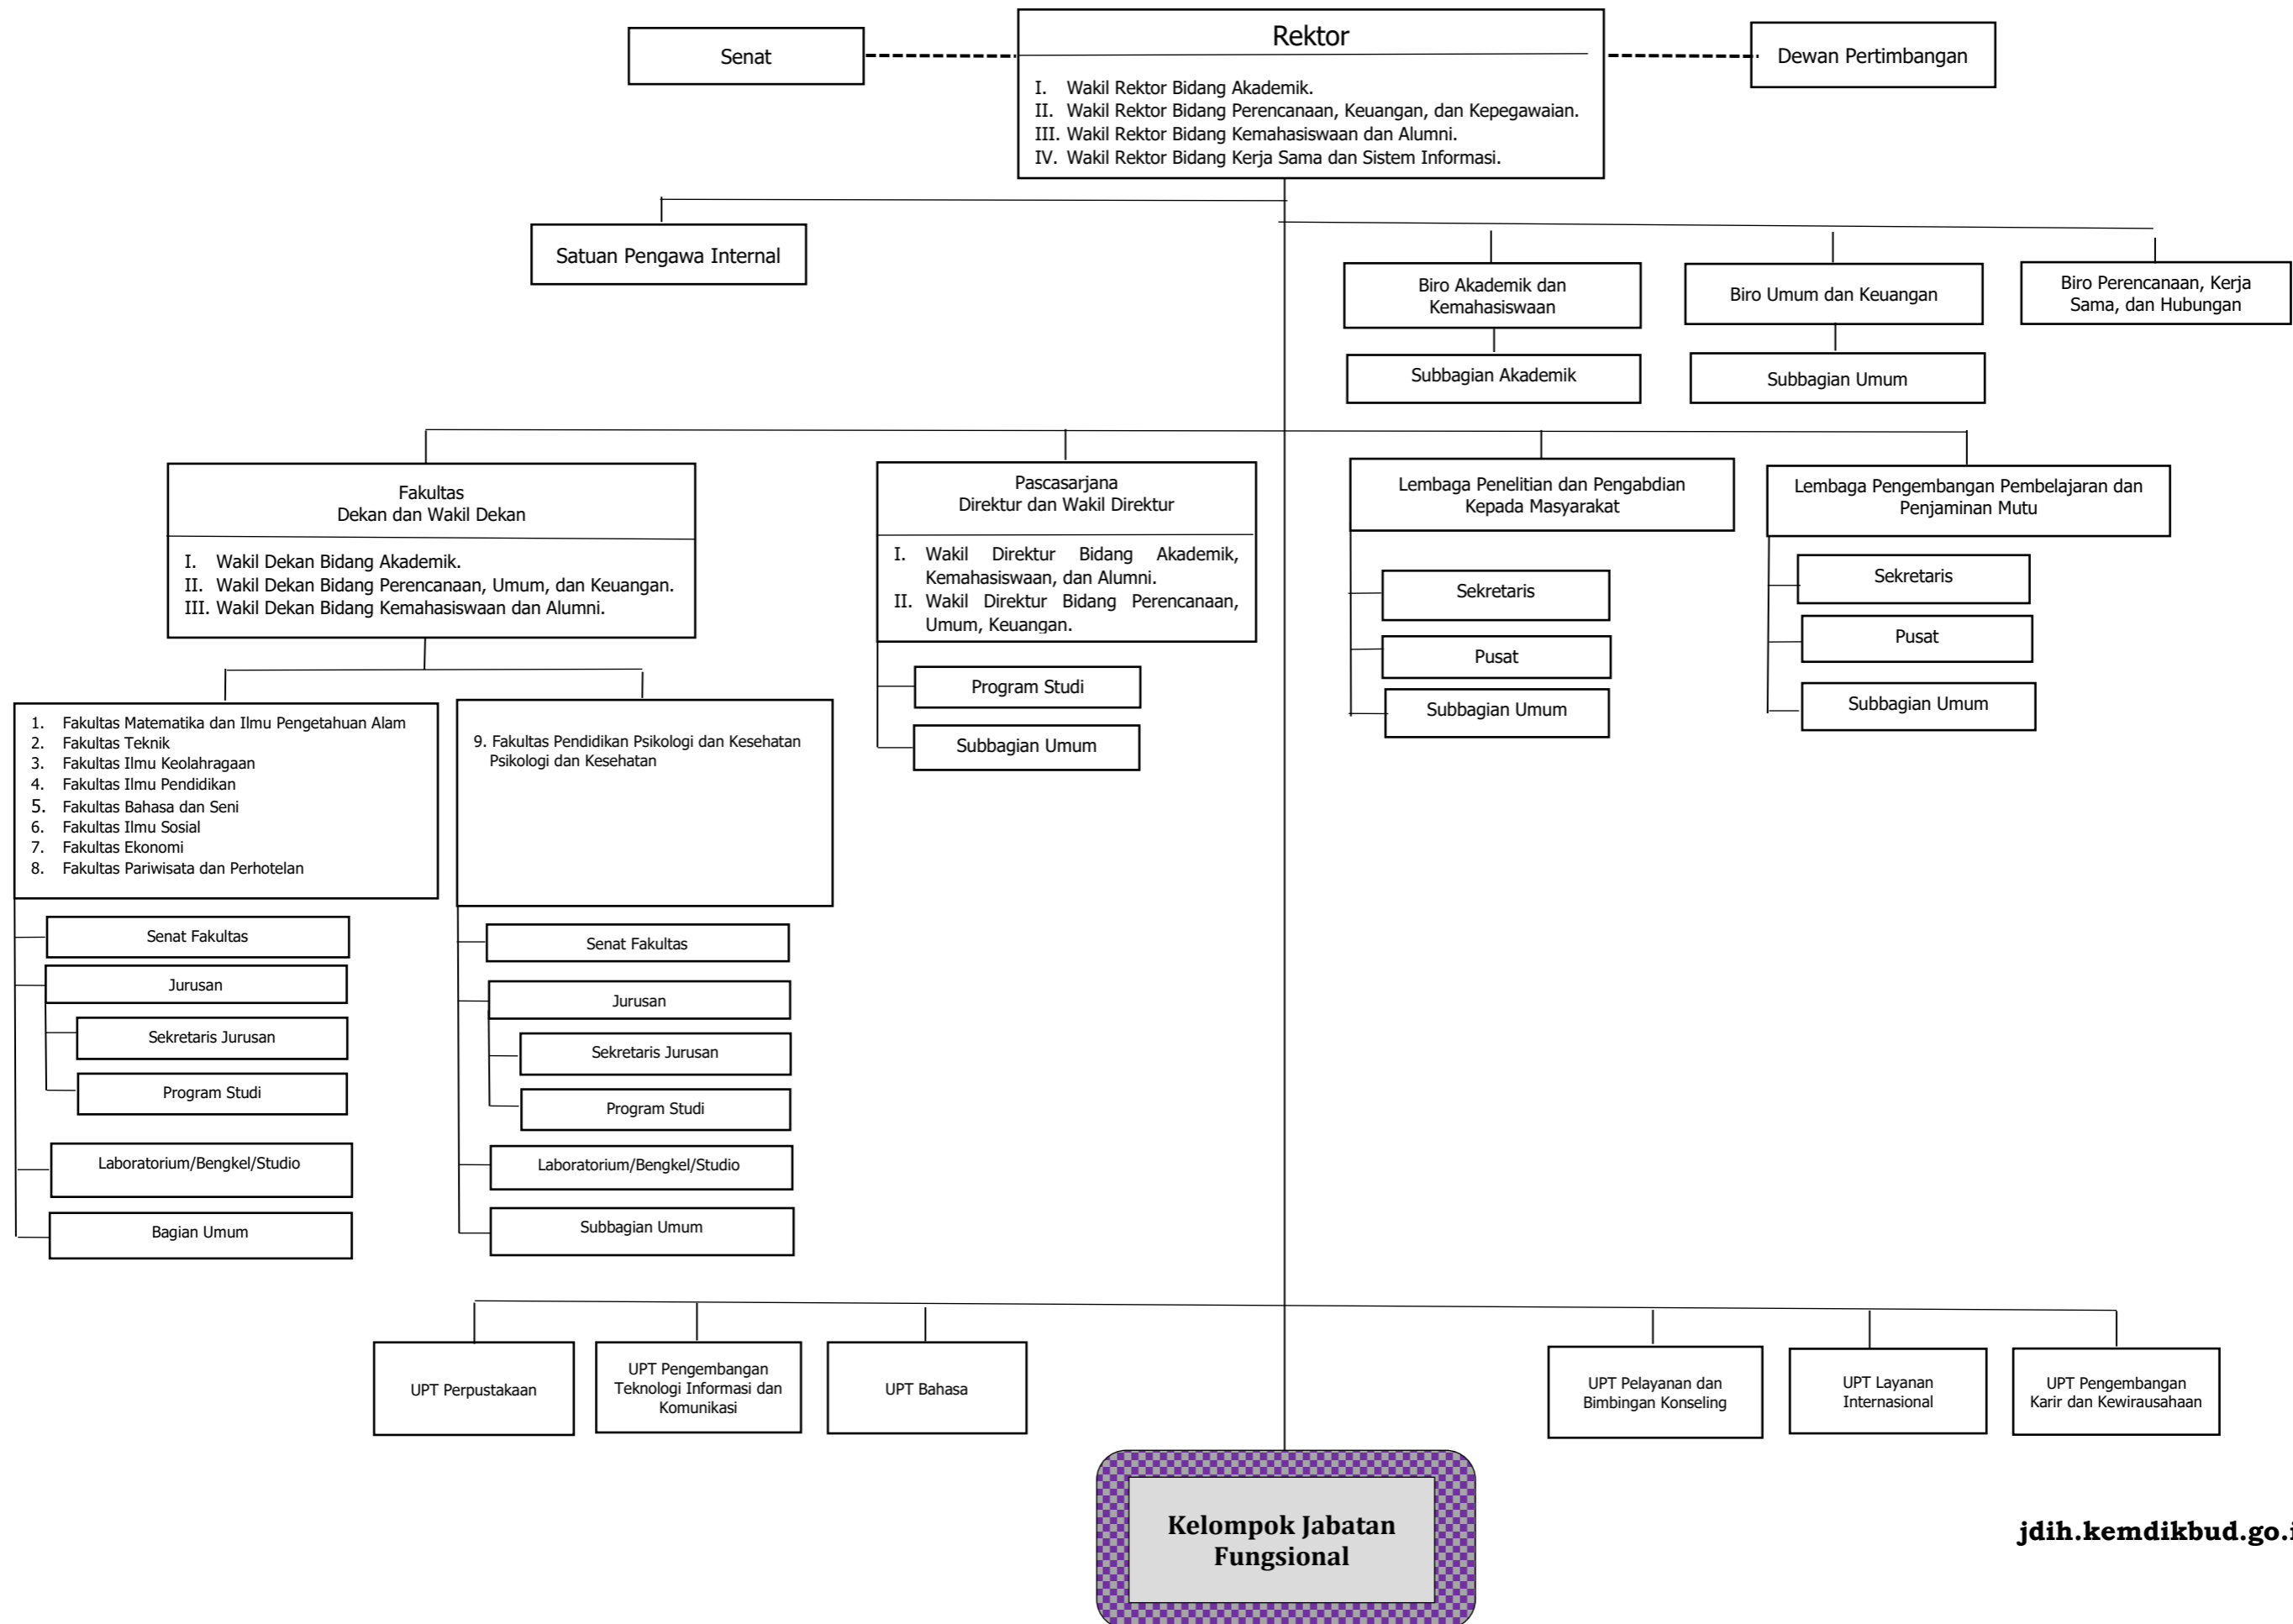 Senat
Rektor
I. Wakil Rektor Bidang Akademik.
II. Wakil Rektor Bidang Perencanaan, Keuangan, dan Kepegawaian.
III. Wakil Rektor Bidang Kemahasiswaan dan Alumni.
IV. Wakil Rektor Bidang Kerja Sama dan Sistem Informasi.
Dewan Pertimbangan
Satuan Pengawa Internal
Biro Akademik dan
Kemahasiswaan
Biro Umum dan Keuangan
Biro Perencanaan, Kerja
Sama, dan Hubungan
Subbagian Akademik
Subbagian Umum
Fakultas
Dekan dan Wakil Dekan
I. Wakil Dekan Bidang Akademik.
II. Wakil Dekan Bidang Perencanaan, Umum, dan Keuangan.
III. Wakil Dekan Bidang Kemahasiswaan dan Alumni.
Pascasarjana
Direktur dan Wakil Direktur
I. Wakil Direktur Bidang Akademik,
Kemahasiswaan, dan Alumni.
II. Wakil Direktur Bidang Perencanaan,
Umum, Keuangan.
Program Studi
Subbagian Umum
Lembaga Penelitian dan Pengabdian
Kepada Masyarakat
Sekretaris
Pusat
Subbagian Umum
Lembaga Pengembangan Pembelajaran dan
Penjaminan Mutu
Sekretaris
Pusat
Subbagian Umum
1. Fakultas Matematika dan Ilmu Pengetahuan Alam
2. Fakultas Teknik
3. Fakultas Ilmu Keolahragaan
4. Fakultas Ilmu Pendidikan
5. Fakultas Bahasa dan Seni
6. Fakultas Ilmu Sosial
7. Fakultas Ekonomi
8. Fakultas Pariwisata dan Perhotelan
Senat Fakultas
Jurusan
Sekretaris Jurusan
Program Studi
Laboratorium/Bengkel/Studio
Bagian Umum
9. Fakultas Pendidikan Psikologi dan Kesehatan
Psikologi dan Kesehatan
Senat Fakultas
Jurusan
Sekretaris Jurusan
Program Studi
Laboratorium/Bengkel/Studio
Subbagian Umum
UPT Perpustakaan
UPT Pengembangan
Teknologi Informasi dan
Komunikasi
UPT Bahasa
UPT Pelayanan dan
Bimbingan Konseling
UPT Layanan
Internasional
UPT Pengembangan
Karir dan Kewirausahaan
Kelompok Jabatan
Fungsional
jdih.kemdikbud.go.i